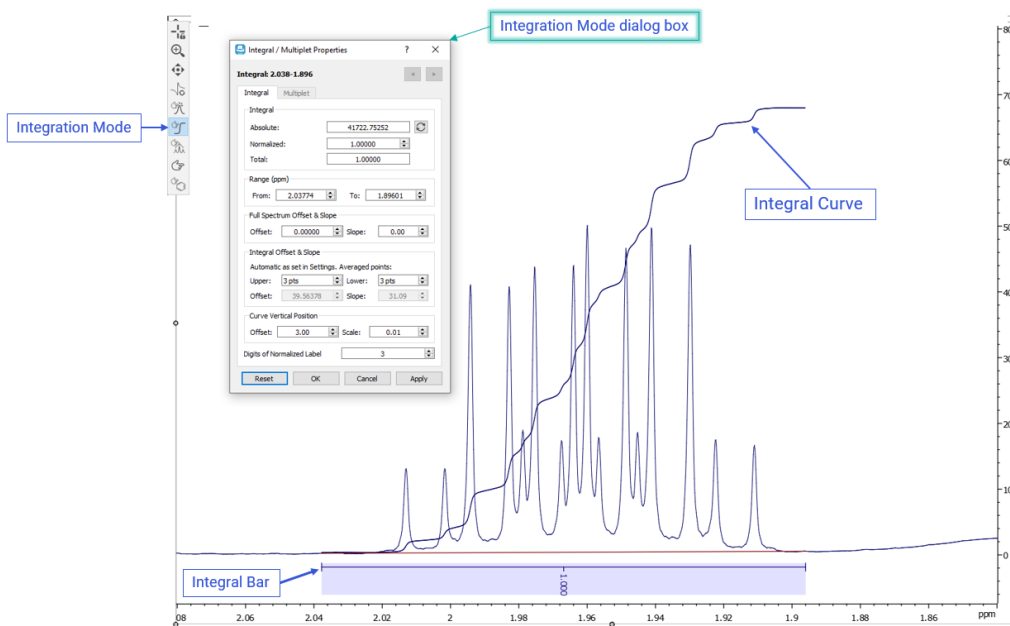 Integration Mode dialog box
Integral / Multiplet Properties
?
Integral: 2.038-1.896
Integral Multiplet
Integral
Absolute: 41722.75252
Normalized: 1.00000
Total: 1.00000
Range (ppm)
From: 2.03774 To: 1.89601
Full Spectrum Offset & Slope
Offset: 0.00000 Slope: 0.00
Integral Offset & Slope
Automatic as set in Settings. Averaged points:
Upper: 3 pts Lower: 3 pts
Offset: 39.56378 Slope: 31.09
Curve Vertical Position
Offset: 3.00 Scale: 0.01
Digits of Normalized Label 3
Reset OK Cancel Apply
Integration Mode
Integral Curve
Integral Bar
1.000
80
70
60
50
40
30
20
10
0
.08 2.06 2.04 2.02 2 1.98 1.96 1.94 1.92 1.9 1.88 1.86 ppm